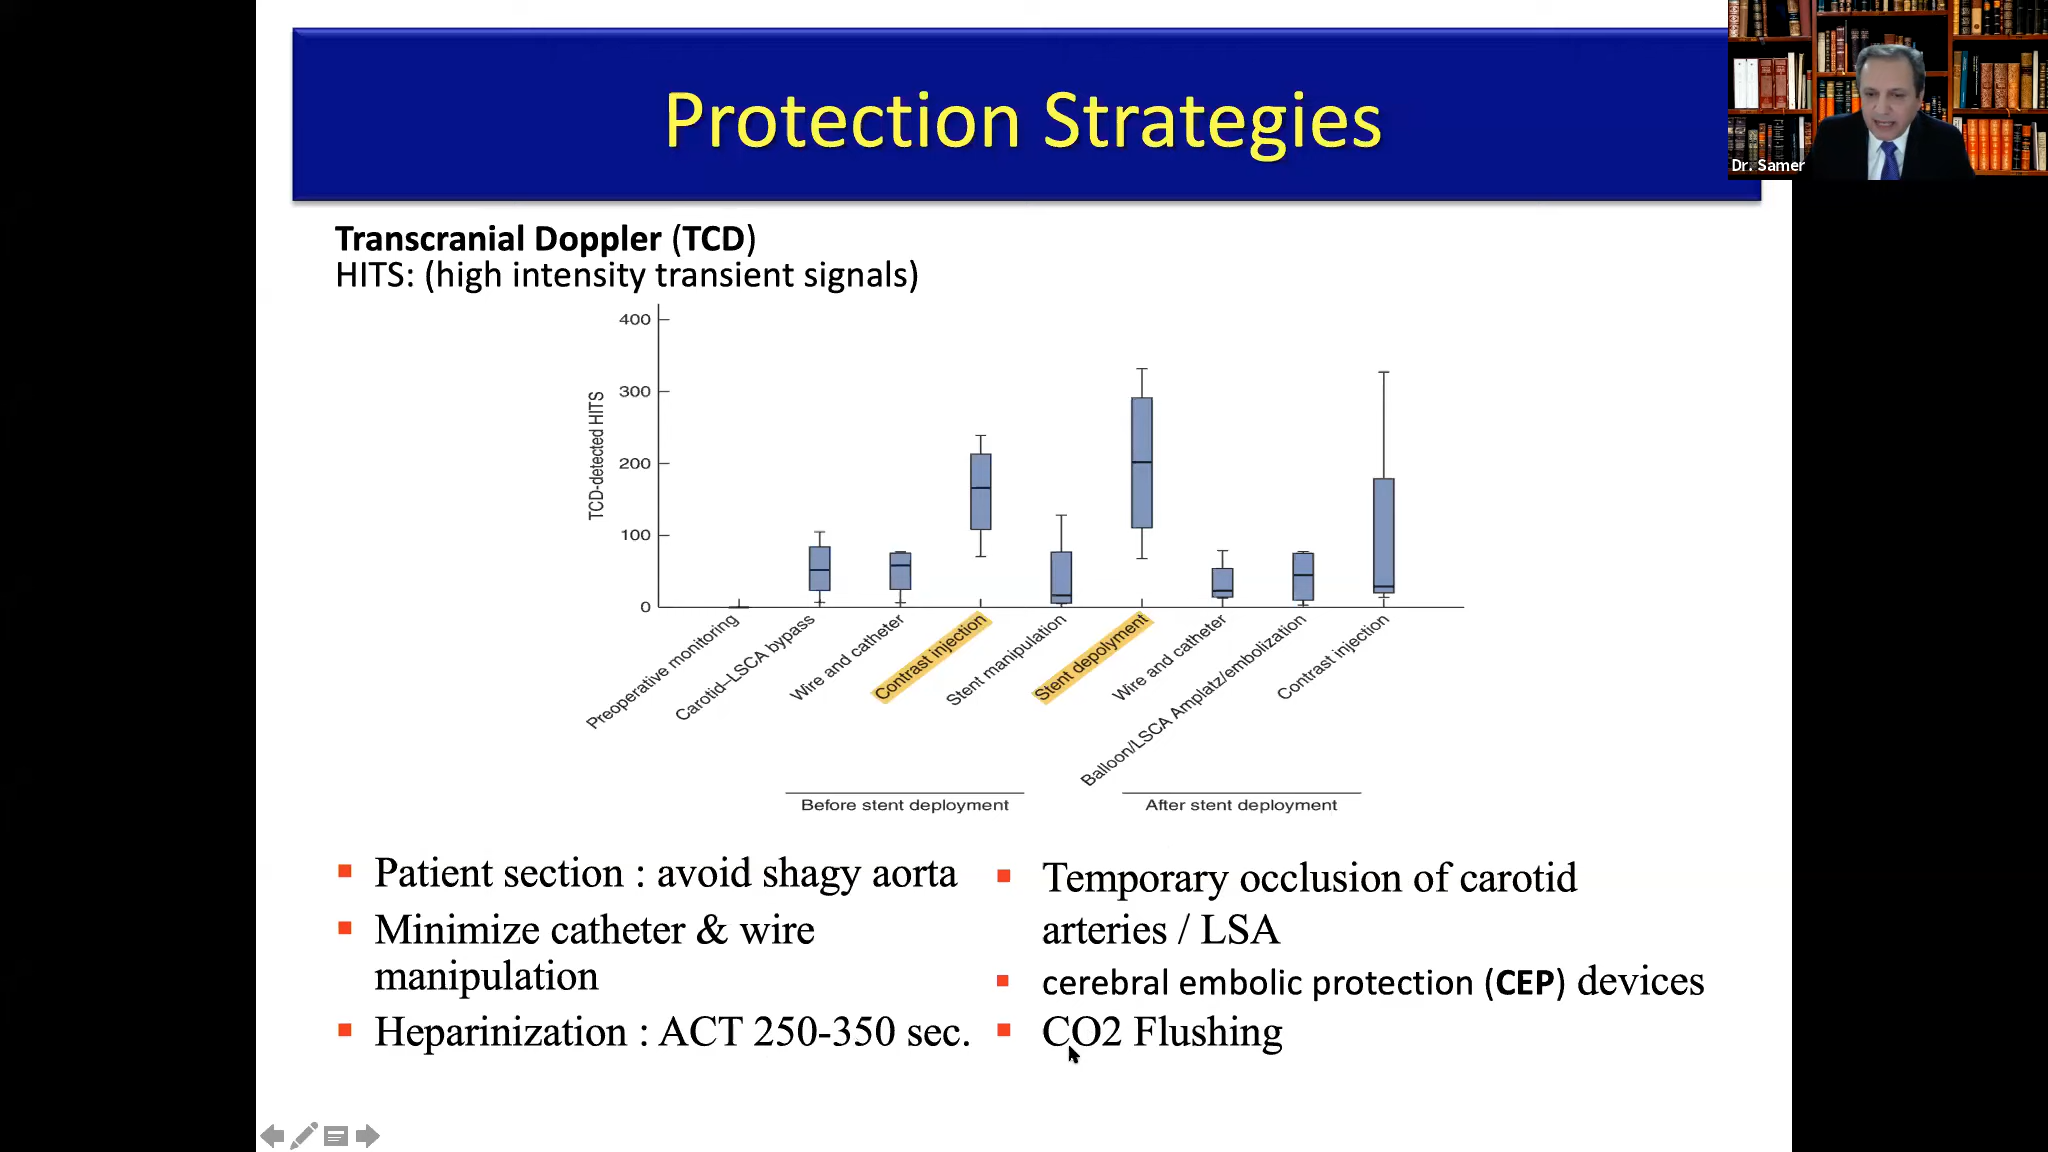 Protection Strategies
Dr. Samer
Transcranial Doppler (TCD)
HITS: (high intensity transient signals)
TCD-detected HITS
400
300
200
100
0
Preoperative monitoring
Carotid–LSCA bypass
Wire and catheter
Contrast injection
Stent manipulation
Stent depolyment
Wire and catheter
Balloon/LSCA Amplatz/embolization
Contrast injection
Before stent deployment
After stent deployment
Patient section : avoid shagy aorta
Minimize catheter & wire
manipulation
Heparinization : ACT 250-350 sec.
Temporary occlusion of carotid
arteries / LSA
cerebral embolic protection (CEP) devices
CO2 Flushing